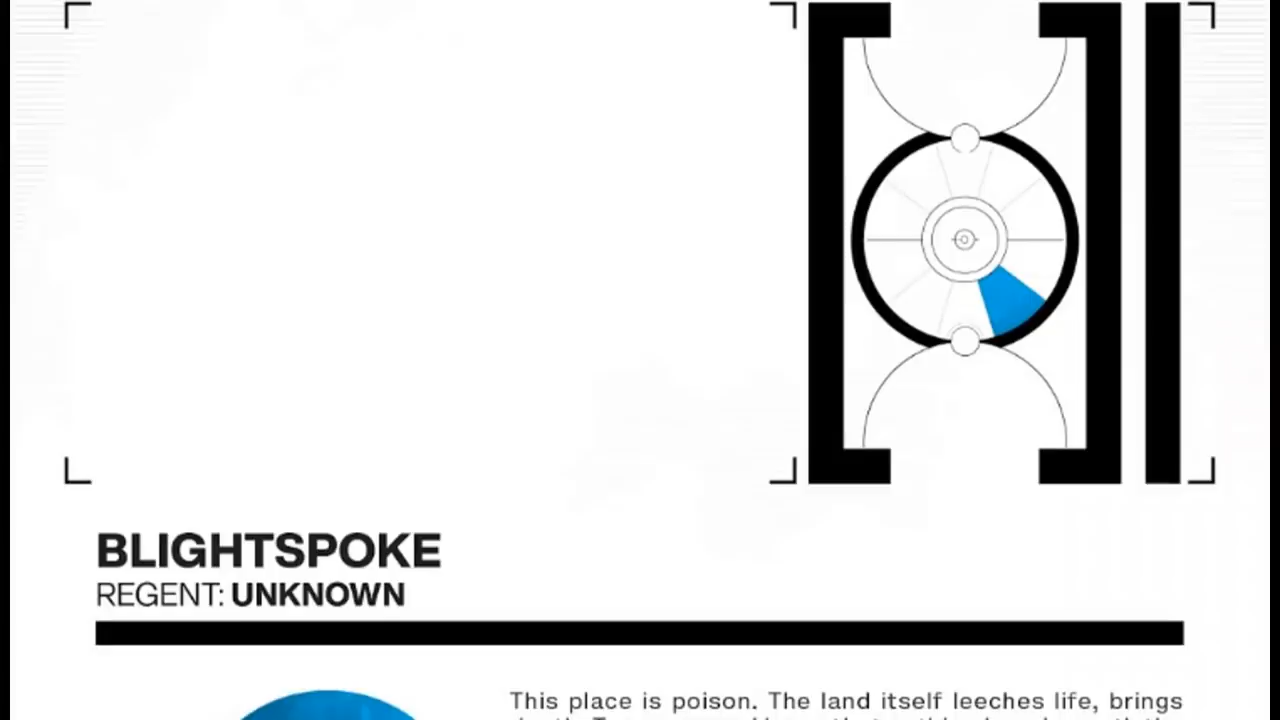 BLIGHTSPOKE
REGENT: UNKNOWN
This place is poison. The land itself leeches life, brings